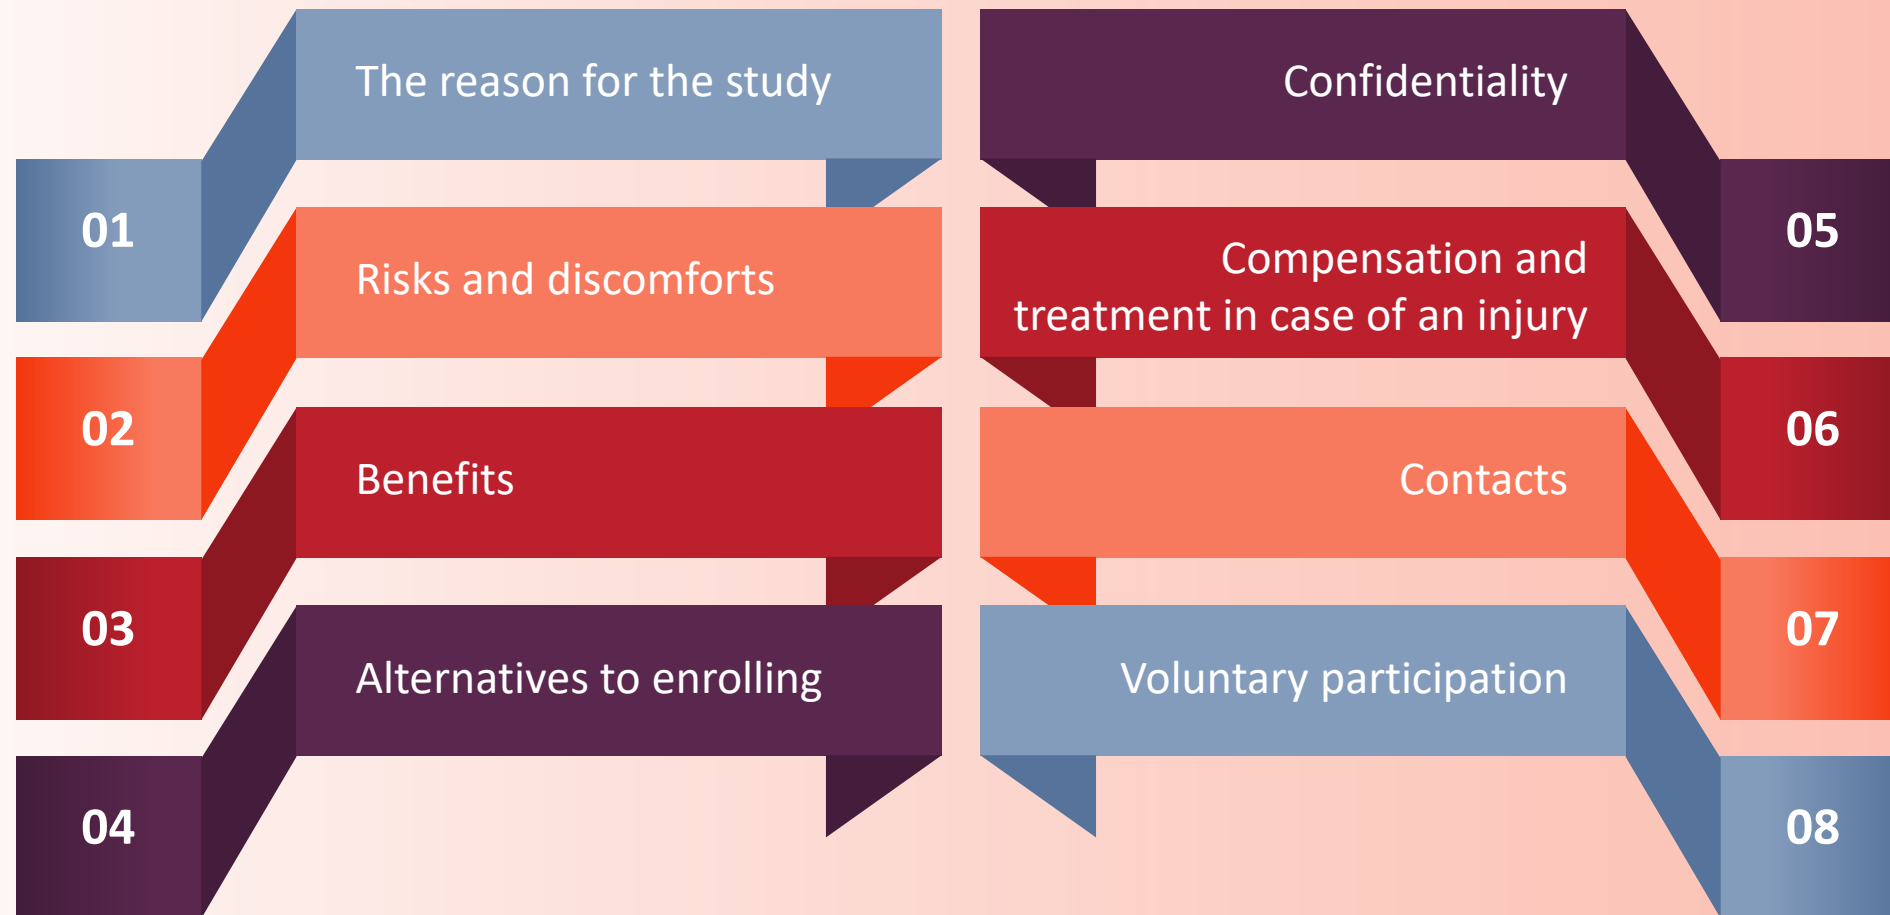 01
The reason for the study
02
Risks and discomforts
03
Benefits
04
Alternatives to enrolling
05
Confidentiality
06
Compensation and
treatment in case of an injury
07
Contacts
08
Voluntary participation